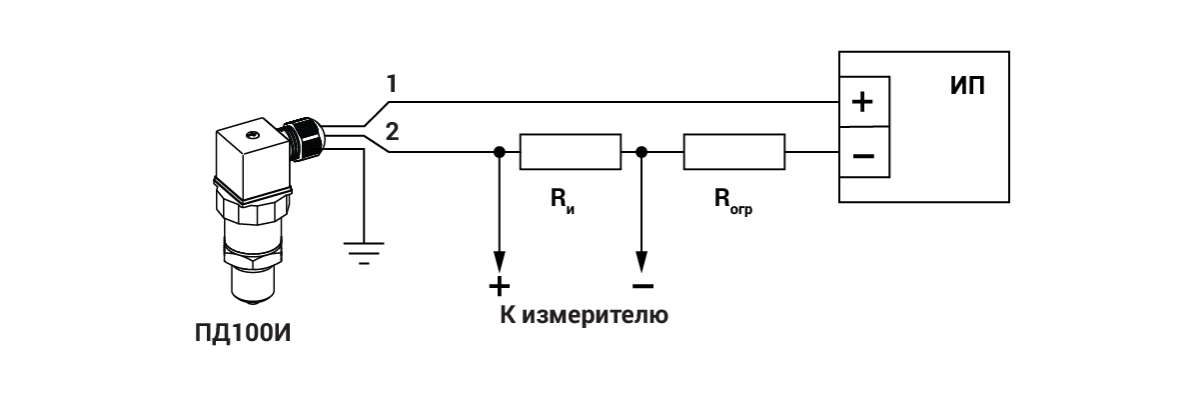 1
ИП
+
2
–
Rи
Rогр
+ –
К измерителю
ПД100И